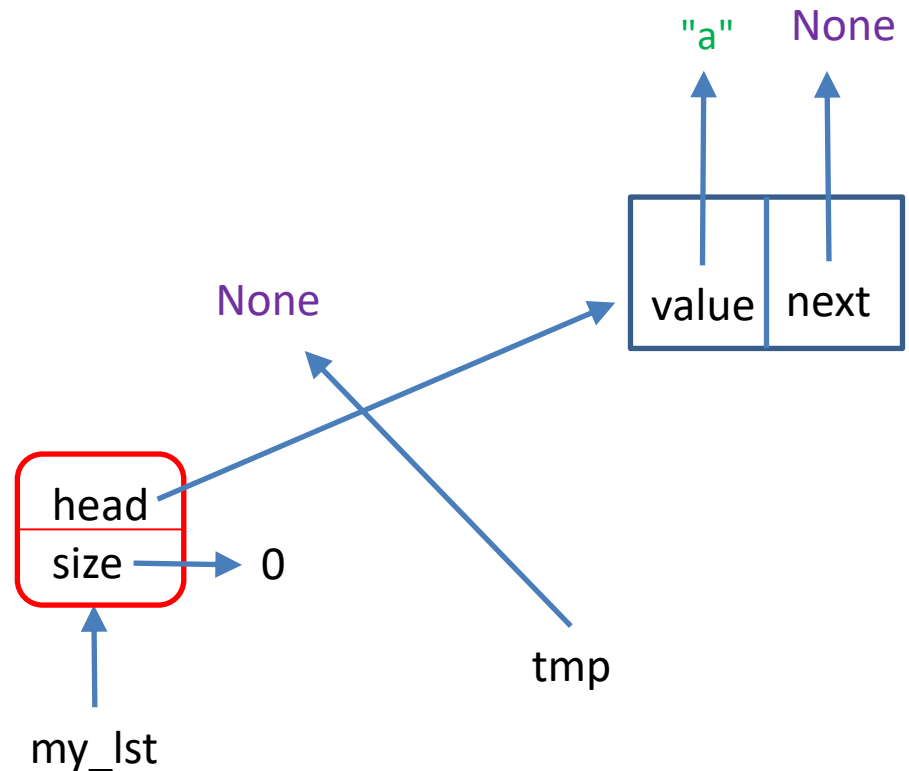 "a" None
value next
None
head
size 0
tmp
my_lst